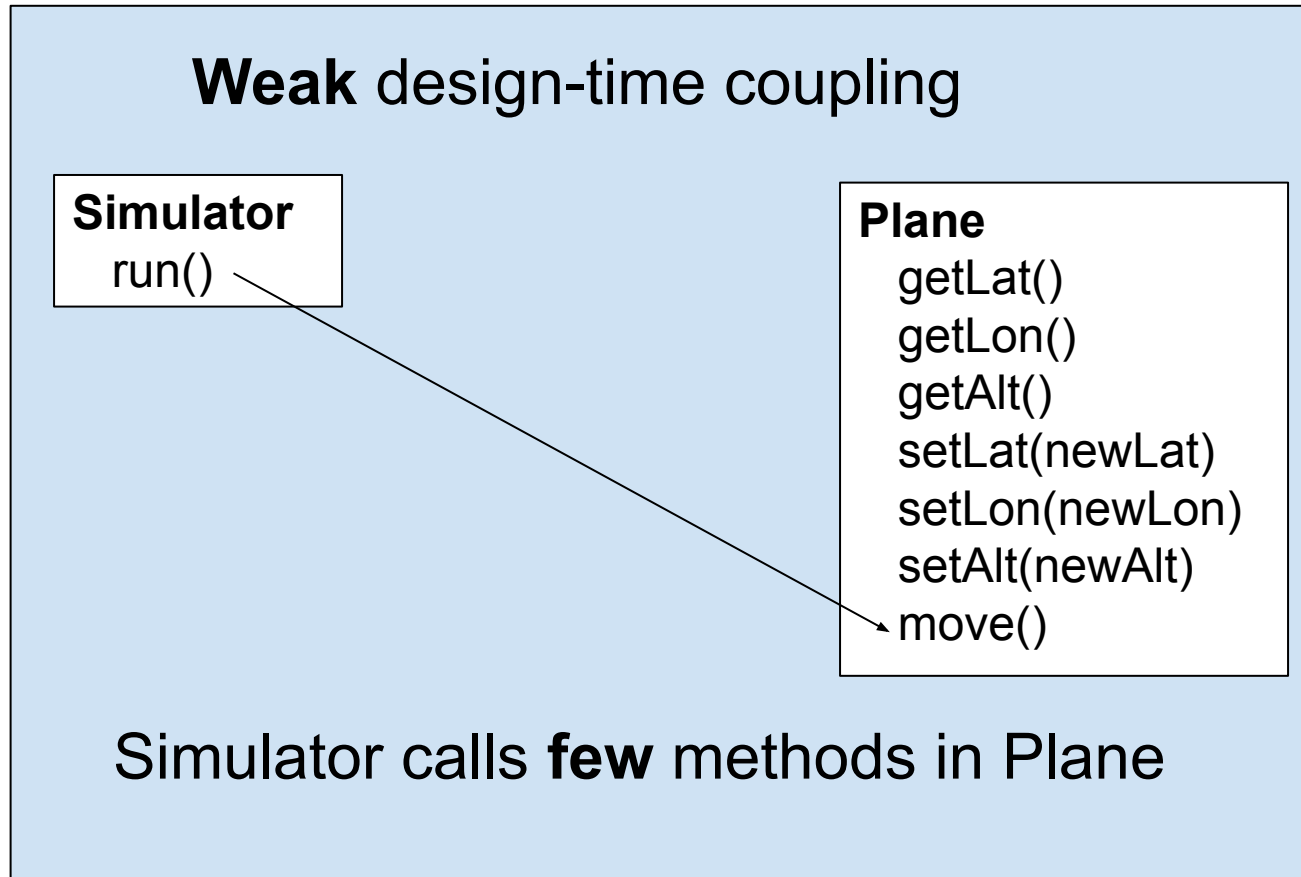 Weak design-time coupling
Simulator
run()
Plane
getLat()
getLon()
getAlt()
setLat(newLat)
setLon(newLon)
setAlt(newAlt)
move()
Simulator calls few methods in Plane